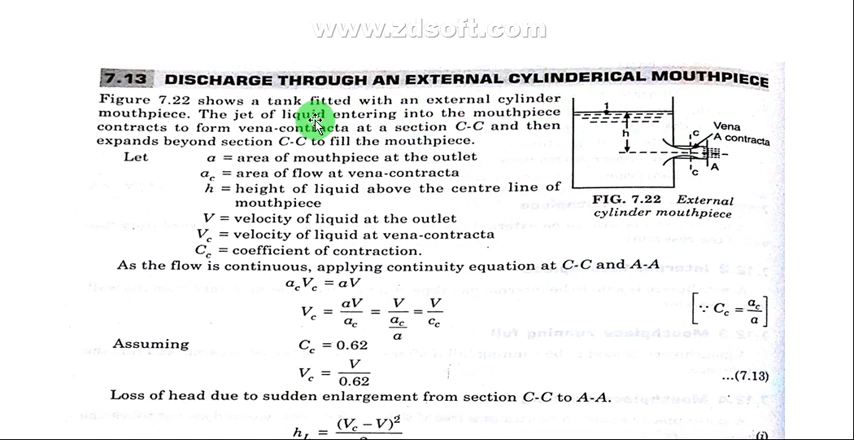 www.zdsoft.com
7.13 DISCHARGE THROUGH AN EXTERNAL CYLINDERICAL MOUTHPIECE
Figure 7.22 shows a tank fitted with an external cylinder
mouthpiece. The jet of liquid entering into the mouthpiece
contracts to form vena-contracta at a section C-C and then
expands beyond section C-C to fill the mouthpiece.
Let a = area of mouthpiece at the outlet
a_c = area of flow at vena-contracta
h = height of liquid above the centre line of
mouthpiece
V = velocity of liquid at the outlet
V_c = velocity of liquid at vena-contracta
C_c = coefficient of contraction.
1
h
C
Vena
A contracta
C
A
FIG. 7.22 External
cylinder mouthpiece
As the flow is continuous, applying continuity equation at C-C and A-A
a_c V_c = aV
V_c = aV/a_c = V/(a_c/a) = V/C_c [∵ C_c = a_c/a]
Assuming C_c = 0.62
V_c = V/0.62 ...(7.13)
Loss of head due to sudden enlargement from section C-C to A-A.
h_L = (V_c – V)²
(i)